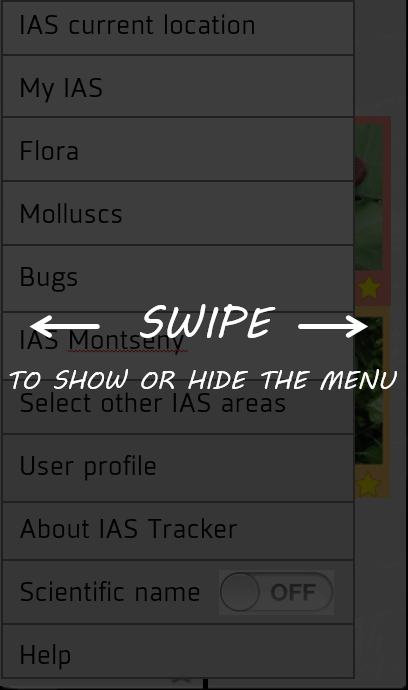 IAS current location
My IAS
Flora
Molluscs
Bugs
SWIPE
IAS Montseny
TO SHOW OR HIDE THE MENU
Select other IAS areas
User profile
About IAS Tracker
Scientific name OFF
Help